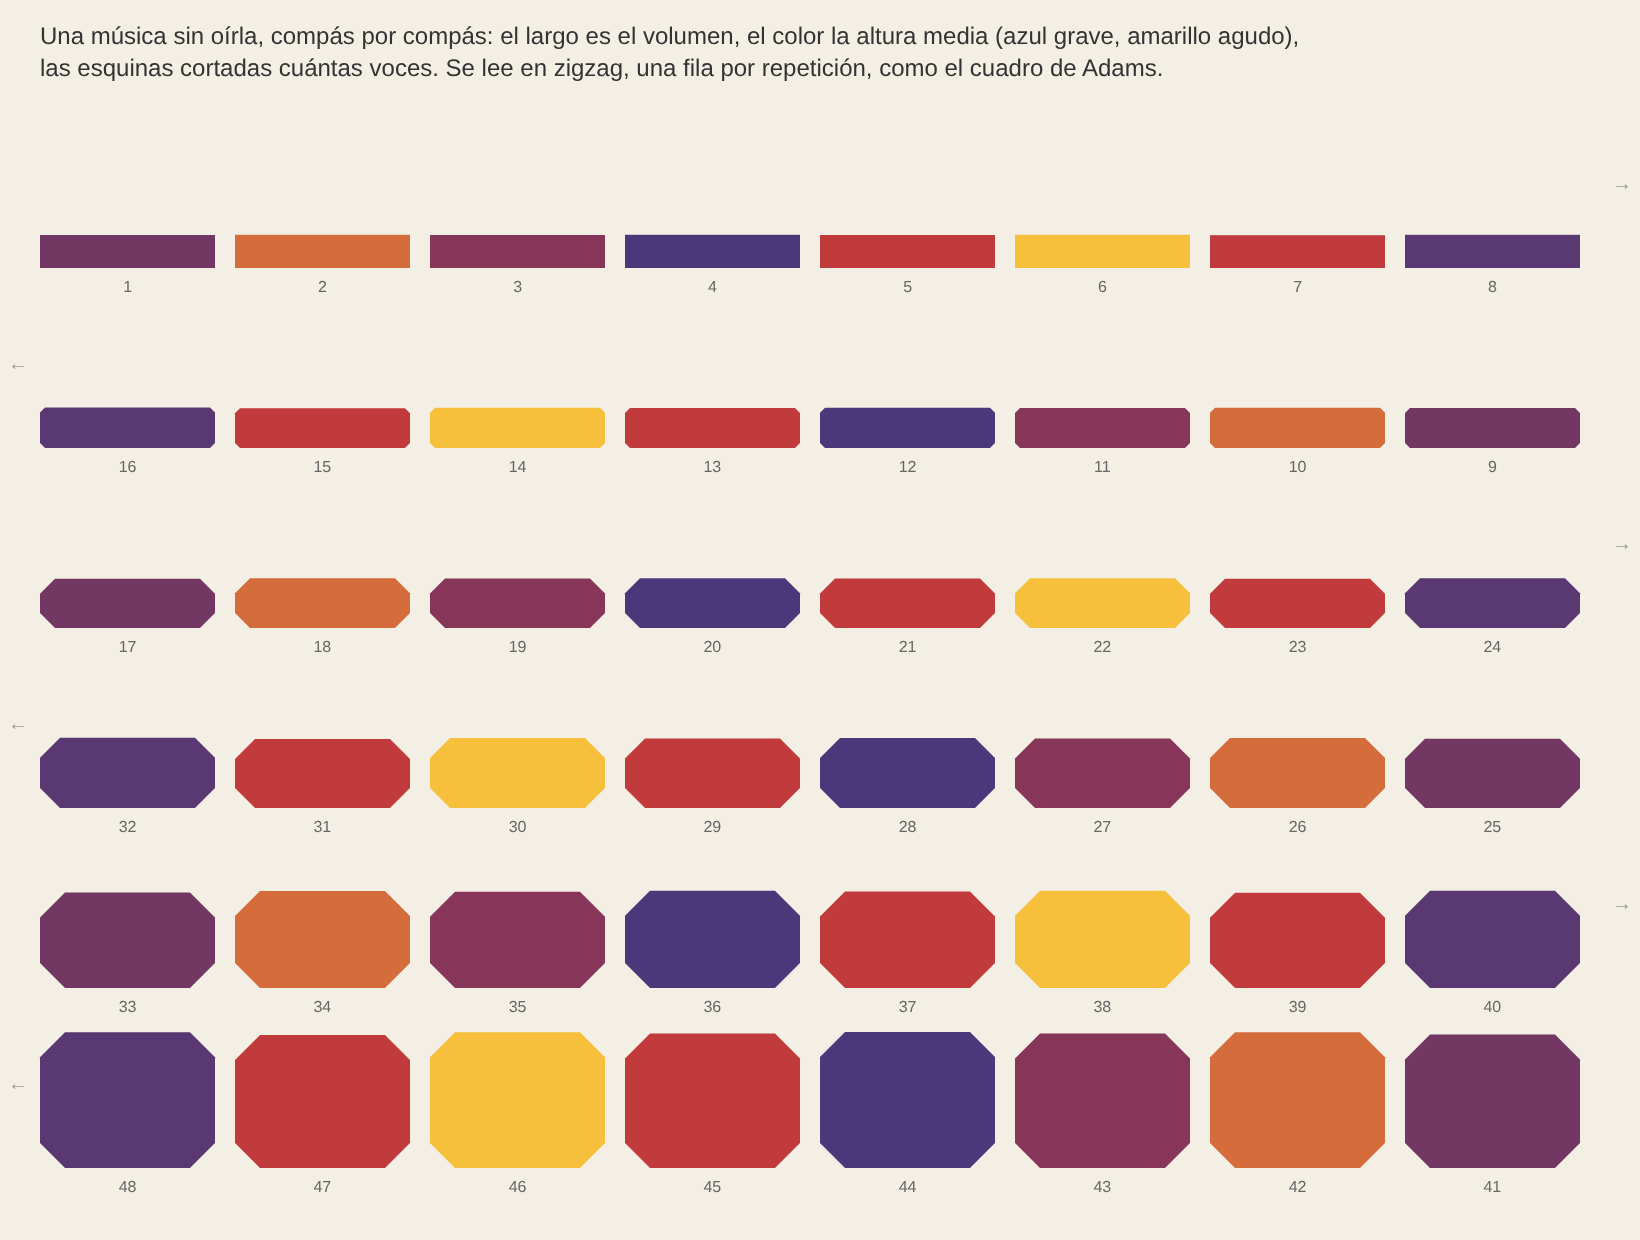 Una música sin oírla, compás por compás: el largo es el volumen, el color la altura media (azul grave, amarillo agudo),
las esquinas cortadas cuántas voces. Se lee en zigzag, una fila por repetición, como el cuadro de Adams.
→
1 2 3 4 5 6 7 8
←
16 15 14 13 12 11 10 9
→
17 18 19 20 21 22 23 24
←
32 31 30 29 28 27 26 25
→
33 34 35 36 37 38 39 40
←
48 47 46 45 44 43 42 41